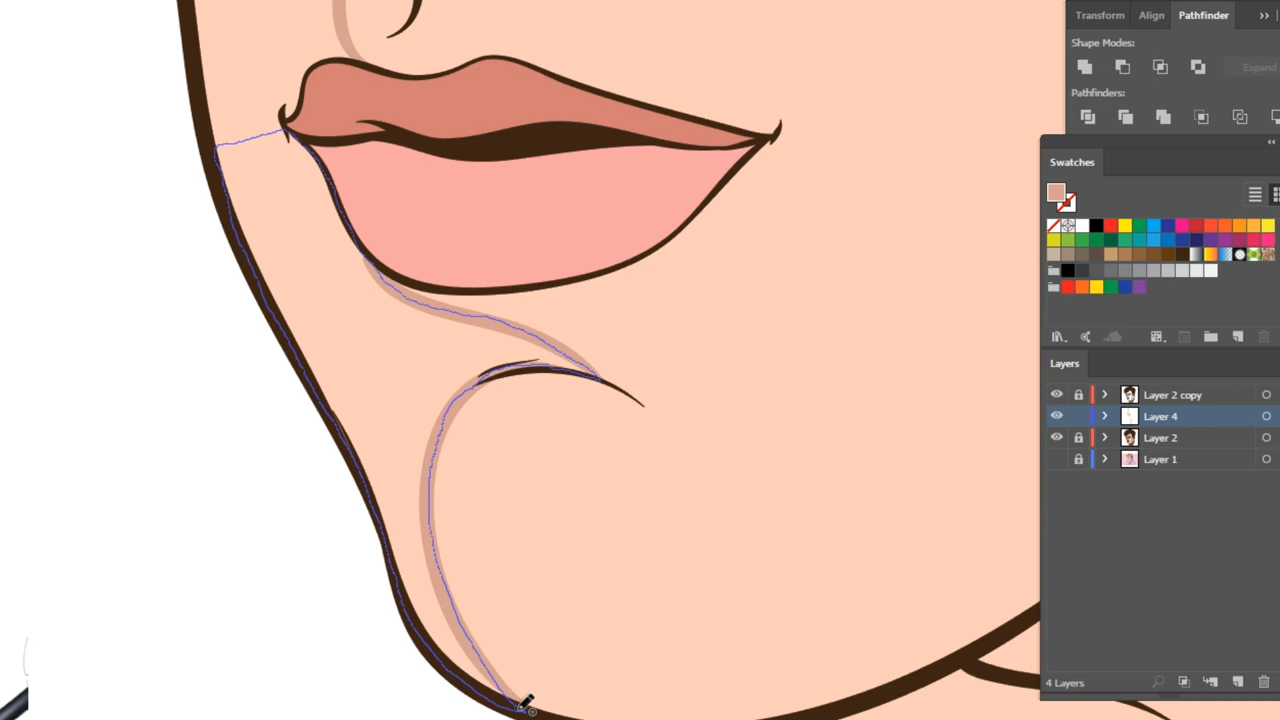 Transform Align Pathfinder
Shape Modes:
Expand
Pathfinders:
Swatches
Layers
Layer 2 copy
Layer 4
Layer 2
Layer 1
4 Layers